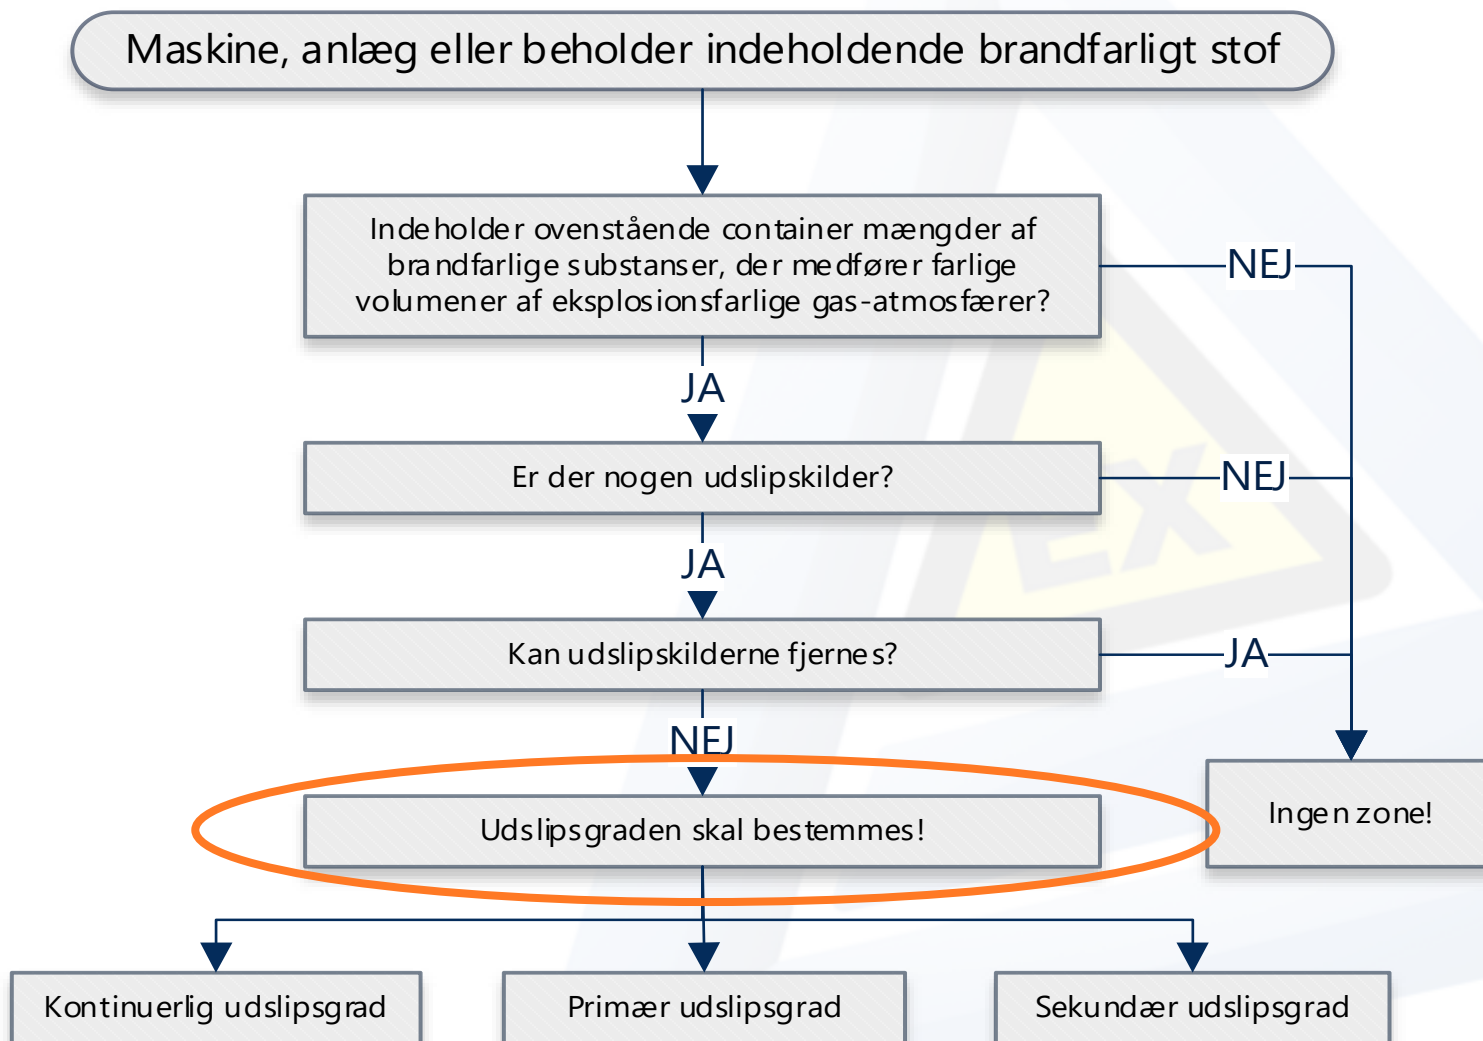 Maskine, anlæg eller beholder indeholdende brandfarligt stof
Indeholder ovenstående container mængder af
brandfarlige substanser, der medfører farlige
volumener af eksplosionsfarlige gas-atmosfærer?
NEJ
JA
Er der nogen udslipskilder?
NEJ
JA
Kan udslipskilderne fjernes?
JA
NEJ
Udslipsgraden skal bestemmes!
Ingen zone!
Kontinuerlig udslipsgrad
Primær udslipsgrad
Sekundær udslipsgrad
EX